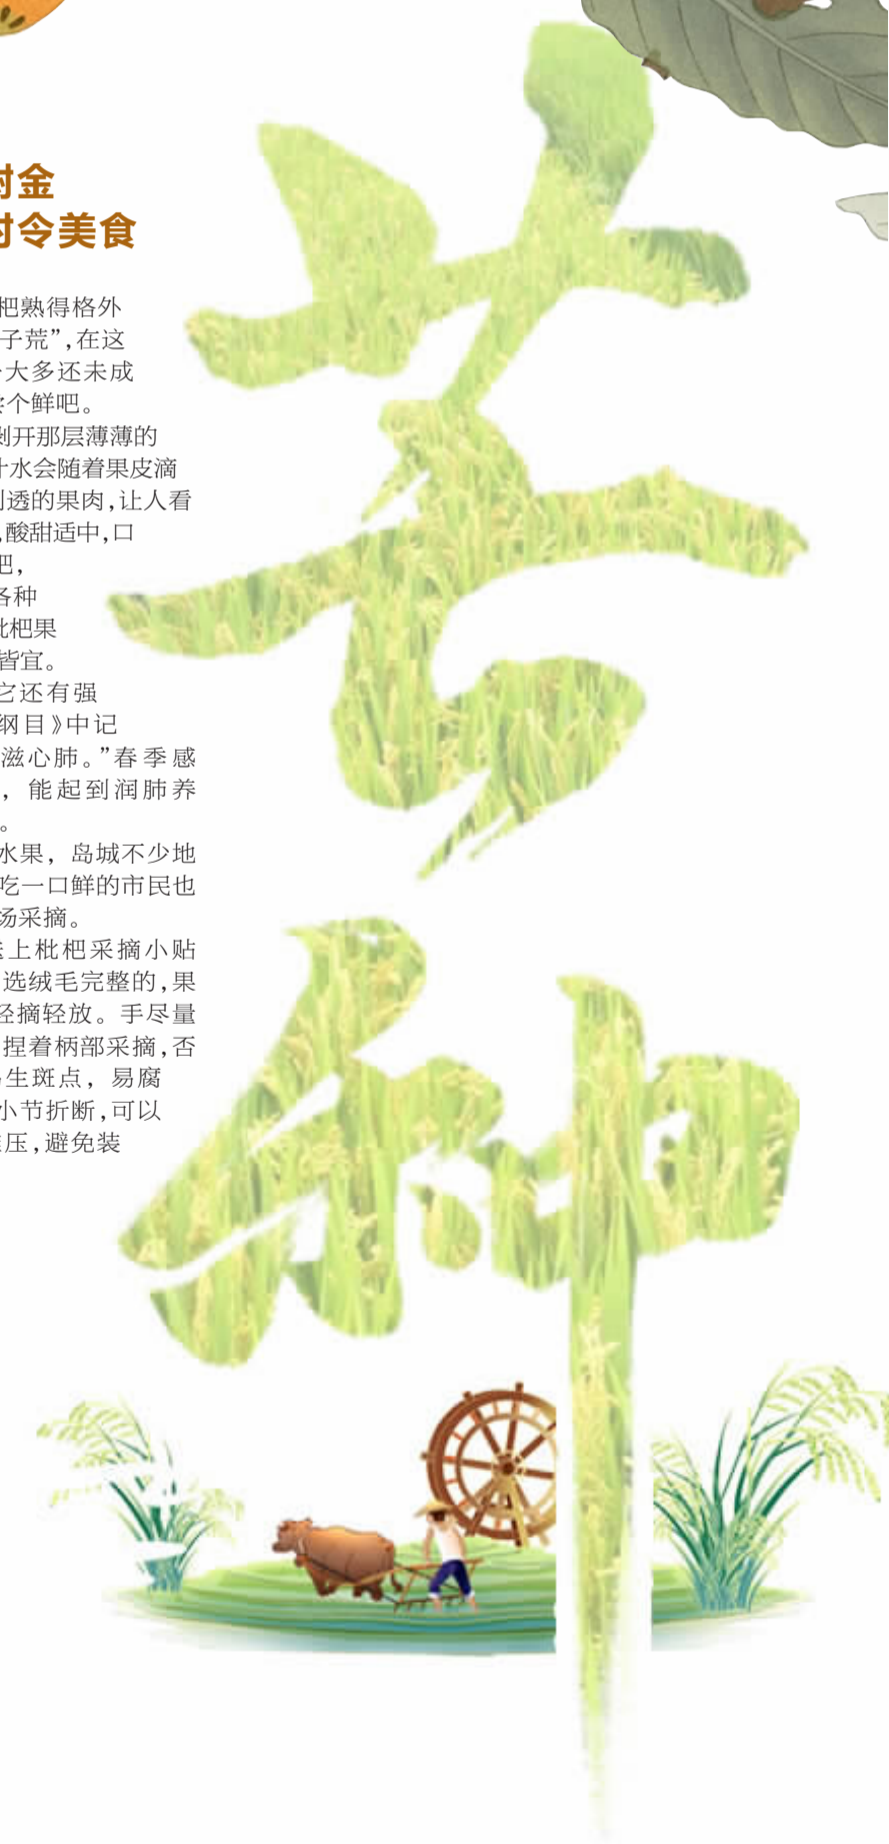 芒种
封金
时令美食
杷熟得格外
子荒”,在这
大多还未成
个鲜吧。
剥开那层薄薄的
汁水会随着果皮滴
透的果肉,让人看
,酸甜适中,口
吧,
各种
枇杷果
皆宜。
它还有强
纲目》中记
滋心肺。”春季感
，能起到润肺养
。
水果，岛城不少地
吃一口鲜的市民也
场采摘。
送上枇杷采摘小贴
选绒毛完整的,果
轻摘轻放。手尽量
捏着柄部采摘,否
生斑点，易腐
小节折断,可以
压,避免装